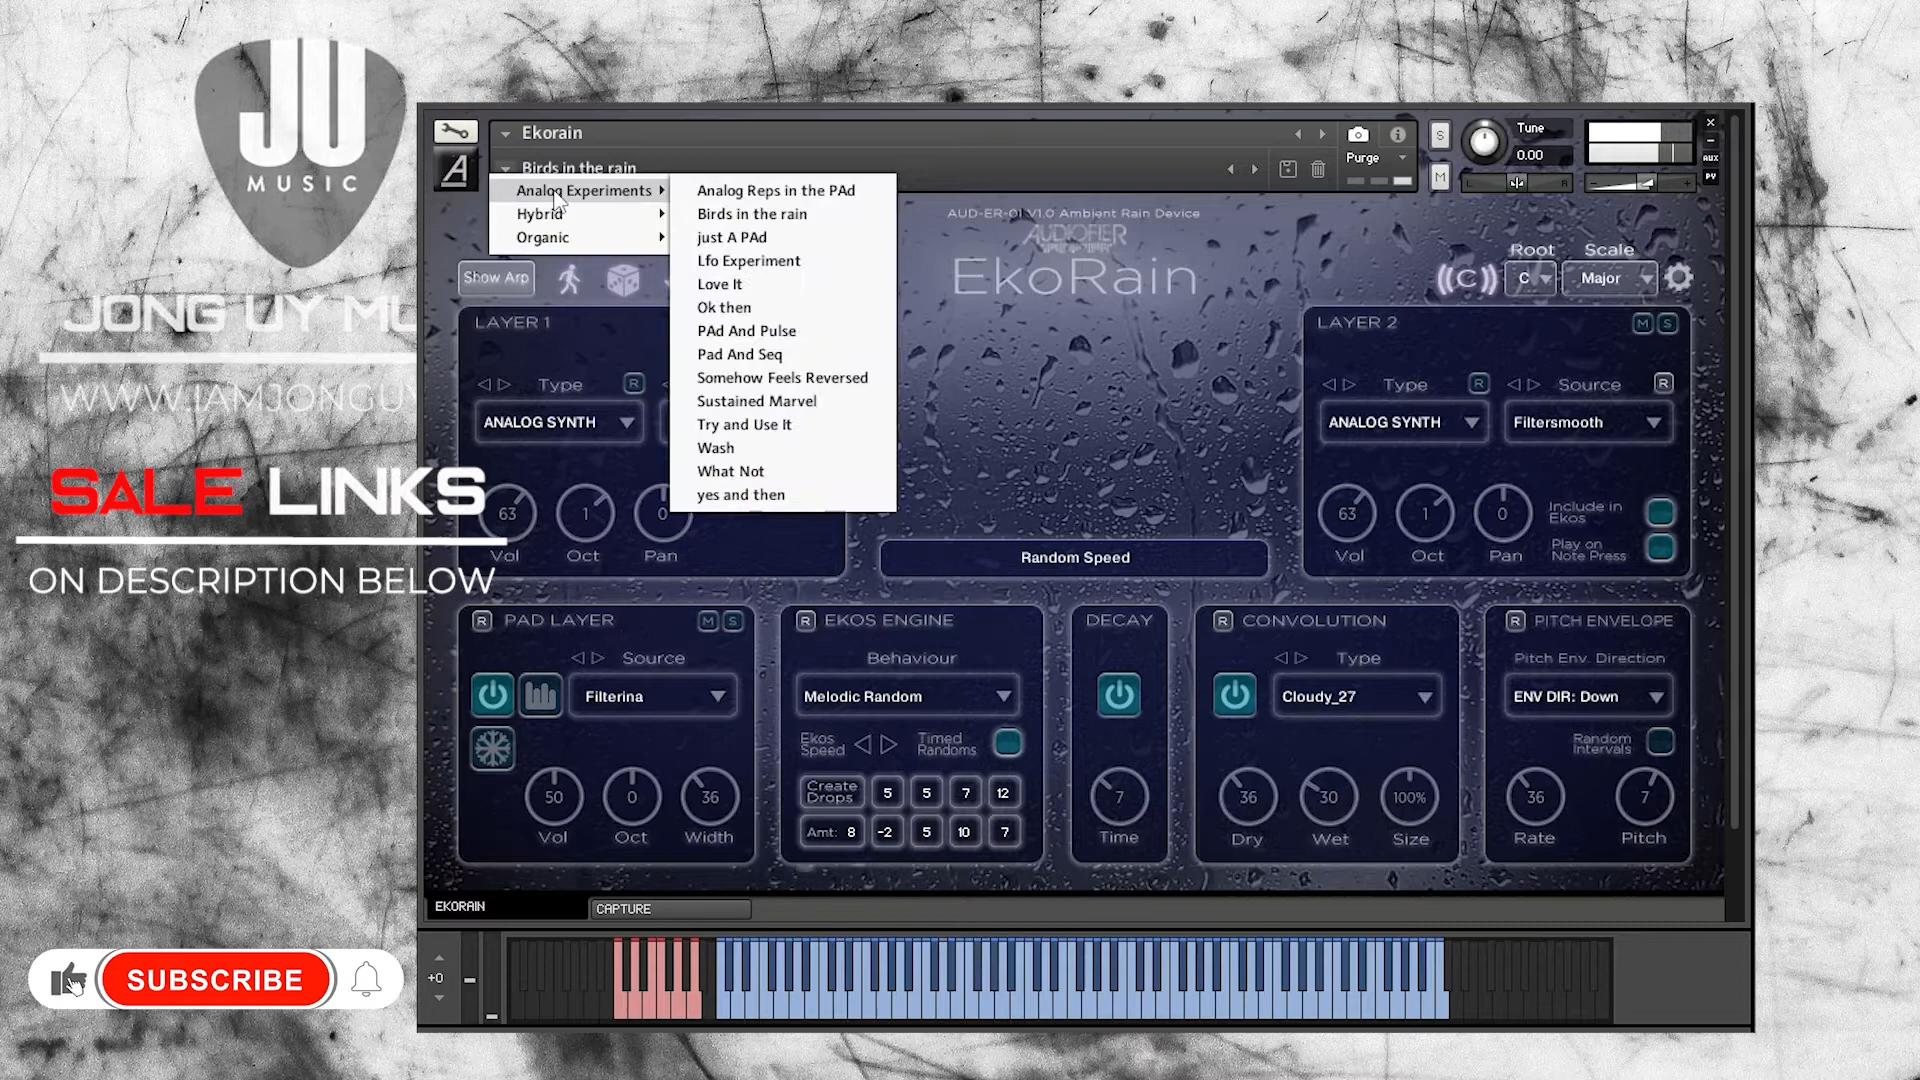 JU
MUSIC
JONG UY MU
WWW.IAMJONGUY
SALE LINKS
ON DESCRIPTION BELOW
SUBSCRIBE
Ekorain
Birds in the rain
Purge
S
M
Tune
0.00
L
R
AUX
PV
A
Analog Experiments
Hybrid
Organic
Analog Reps in the PAd
Birds in the rain
just A PAd
Lfo Experiment
Love It
Ok then
PAd And Pulse
Pad And Seq
Somehow Feels Reversed
Sustained Marvel
Try and Use It
Wash
What Not
yes and then
AUD-ER-01 V1.0 Ambient Rain Device
AUDIOFIER
EkoRain
Show Arp
Root
Scale
(C)
C
Major
LAYER 1
Type
R
ANALOG SYNTH
63
1
0
Vol
Oct
Pan
Random Speed
LAYER 2
M
S
Type
R
Source
R
ANALOG SYNTH
Filtersmooth
63
1
0
Include in
Ekos
Play on
Note Press
Vol
Oct
Pan
R
PAD LAYER
M
S
Source
Filterina
50
0
36
Vol
Oct
Width
R
EKOS ENGINE
Behaviour
Melodic Random
Ekos
Speed
Timed
Randoms
Create
Drops
5
5
7
12
Amt: 8
-2
5
10
7
DECAY
7
Time
R
CONVOLUTION
Type
Cloudy_27
36
30
100%
Dry
Wet
Size
R
PITCH ENVELOPE
Pitch Env. Direction
ENV DIR: Down
Random
Intervals
36
7
Rate
Pitch
EKORAIN
CAPTURE
+0